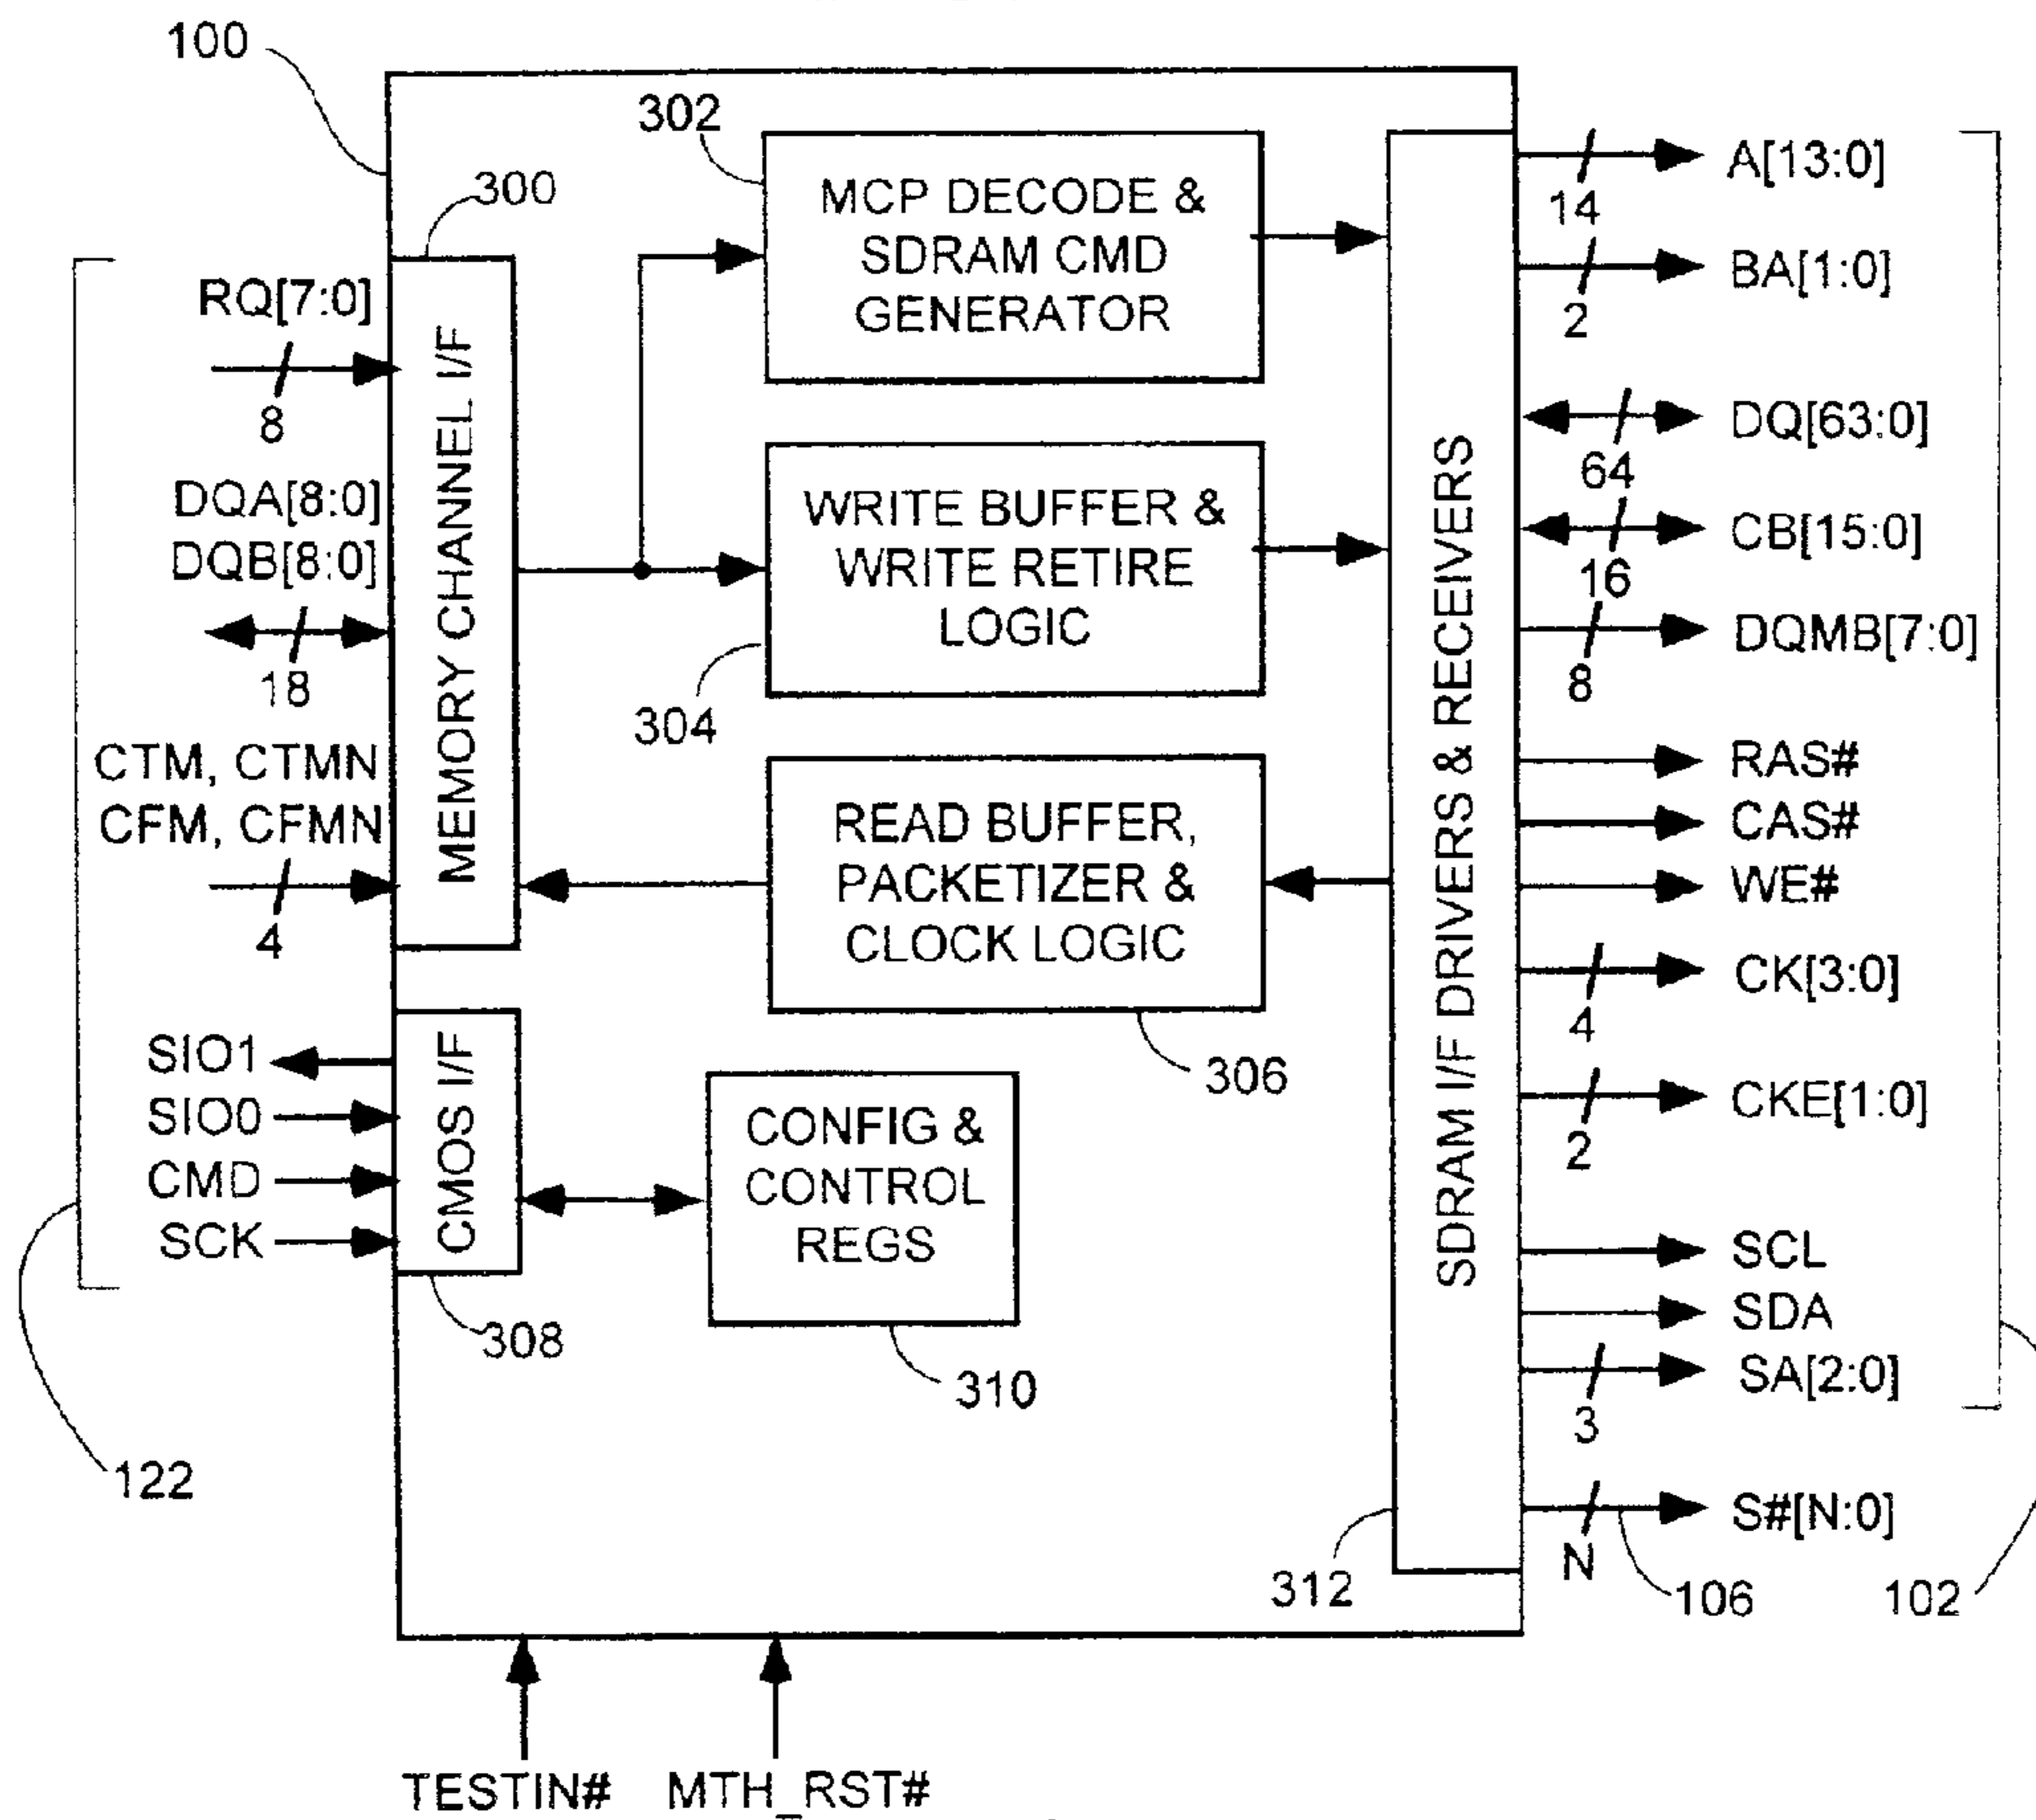 100
302
300
MCP DECODE &
SDRAM CMD
GENERATOR
A[13:0]
14
BA[1:0]
2
RQ[7:0]
8
MEMORY CHANNEL I/F
DQA[8:0]
DQB[8:0]
18
WRITE BUFFER &
WRITE RETIRE
LOGIC
304
SDRAM I/F DRIVERS & RECEIVERS
DQ[63:0]
64
CB[15:0]
16
DQMB[7:0]
8
CTM, CTMN
CFM, CFMN
4
READ BUFFER,
PACKETIZER &
CLOCK LOGIC
306
RAS#
CAS#
WE#
CK[3:0]
4
CKE[1:0]
2
SIO1
SIO0
CMD
SCK
CMOS I/F
308
CONFIG &
CONTROL
REGS
310
SCL
SDA
SA[2:0]
3
122
S#[N:0]
N
312
106
102
TESTIN#
MTH_RST#